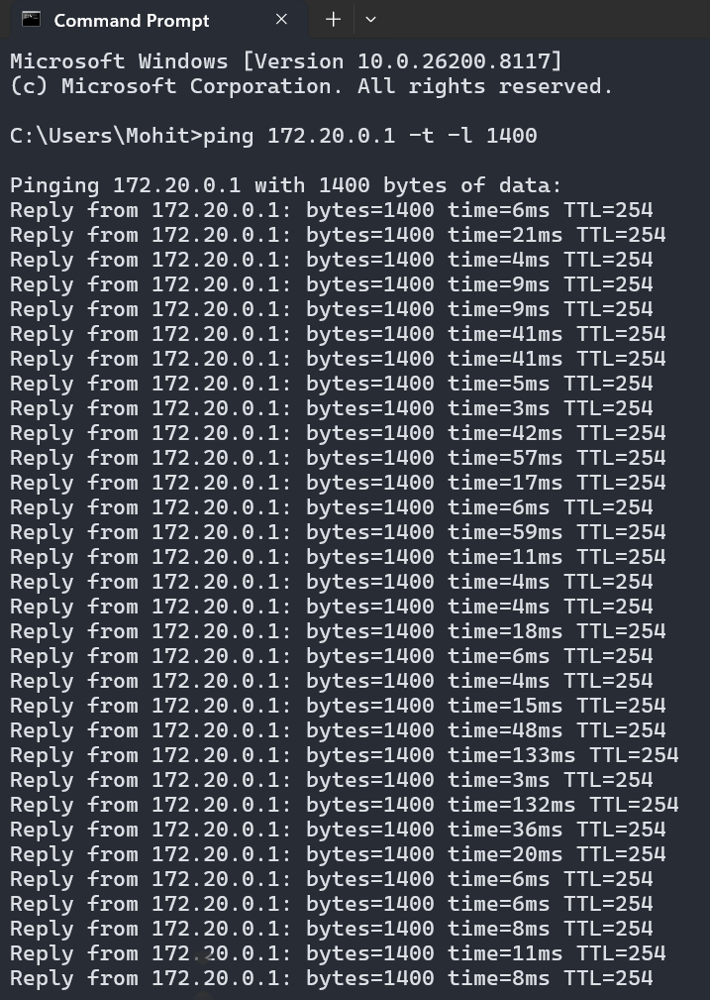 Command Prompt
Microsoft Windows [Version 10.0.26200.8117]
(c) Microsoft Corporation. All rights reserved.
C:\Users\Mohit>ping 172.20.0.1 -t -l 1400
Pinging 172.20.0.1 with 1400 bytes of data:
Reply from 172.20.0.1: bytes=1400 time=6ms TTL=254
Reply from 172.20.0.1: bytes=1400 time=21ms TTL=254
Reply from 172.20.0.1: bytes=1400 time=4ms TTL=254
Reply from 172.20.0.1: bytes=1400 time=9ms TTL=254
Reply from 172.20.0.1: bytes=1400 time=9ms TTL=254
Reply from 172.20.0.1: bytes=1400 time=41ms TTL=254
Reply from 172.20.0.1: bytes=1400 time=41ms TTL=254
Reply from 172.20.0.1: bytes=1400 time=5ms TTL=254
Reply from 172.20.0.1: bytes=1400 time=3ms TTL=254
Reply from 172.20.0.1: bytes=1400 time=42ms TTL=254
Reply from 172.20.0.1: bytes=1400 time=57ms TTL=254
Reply from 172.20.0.1: bytes=1400 time=17ms TTL=254
Reply from 172.20.0.1: bytes=1400 time=6ms TTL=254
Reply from 172.20.0.1: bytes=1400 time=59ms TTL=254
Reply from 172.20.0.1: bytes=1400 time=11ms TTL=254
Reply from 172.20.0.1: bytes=1400 time=4ms TTL=254
Reply from 172.20.0.1: bytes=1400 time=4ms TTL=254
Reply from 172.20.0.1: bytes=1400 time=18ms TTL=254
Reply from 172.20.0.1: bytes=1400 time=6ms TTL=254
Reply from 172.20.0.1: bytes=1400 time=4ms TTL=254
Reply from 172.20.0.1: bytes=1400 time=15ms TTL=254
Reply from 172.20.0.1: bytes=1400 time=48ms TTL=254
Reply from 172.20.0.1: bytes=1400 time=133ms TTL=254
Reply from 172.20.0.1: bytes=1400 time=3ms TTL=254
Reply from 172.20.0.1: bytes=1400 time=132ms TTL=254
Reply from 172.20.0.1: bytes=1400 time=36ms TTL=254
Reply from 172.20.0.1: bytes=1400 time=20ms TTL=254
Reply from 172.20.0.1: bytes=1400 time=6ms TTL=254
Reply from 172.20.0.1: bytes=1400 time=6ms TTL=254
Reply from 172.20.0.1: bytes=1400 time=8ms TTL=254
Reply from 172.20.0.1: bytes=1400 time=11ms TTL=254
Reply from 172.20.0.1: bytes=1400 time=8ms TTL=254